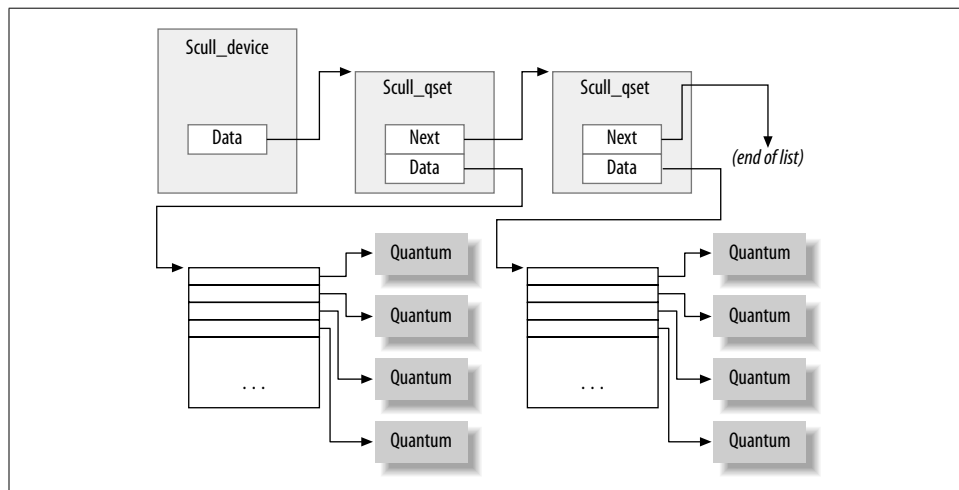 Scull_device
Data
Scull_qset
Next
Data
Scull_qset
Next
Data
(end of list)
Quantum
Quantum
Quantum
Quantum
. . .
Quantum
Quantum
Quantum
Quantum
. . .